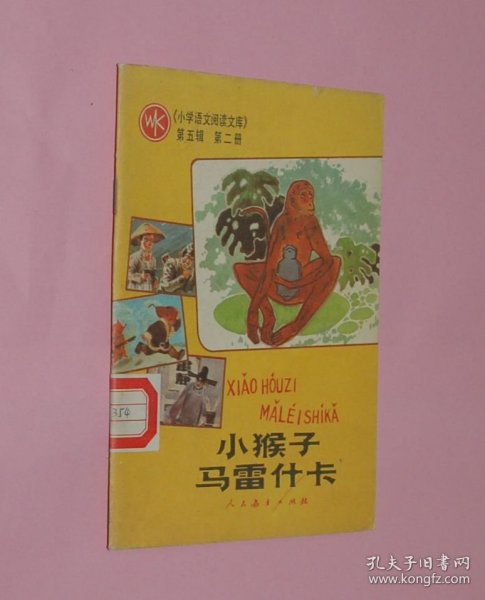 WK
《小学语文阅读文库》
第五辑 第二册
354
XIǍO HÓUZI
MǍLÉISHÍKǍ
小猴子
马雷什卡
人民教育出版社
孔夫子旧书网
www.kongfz.com